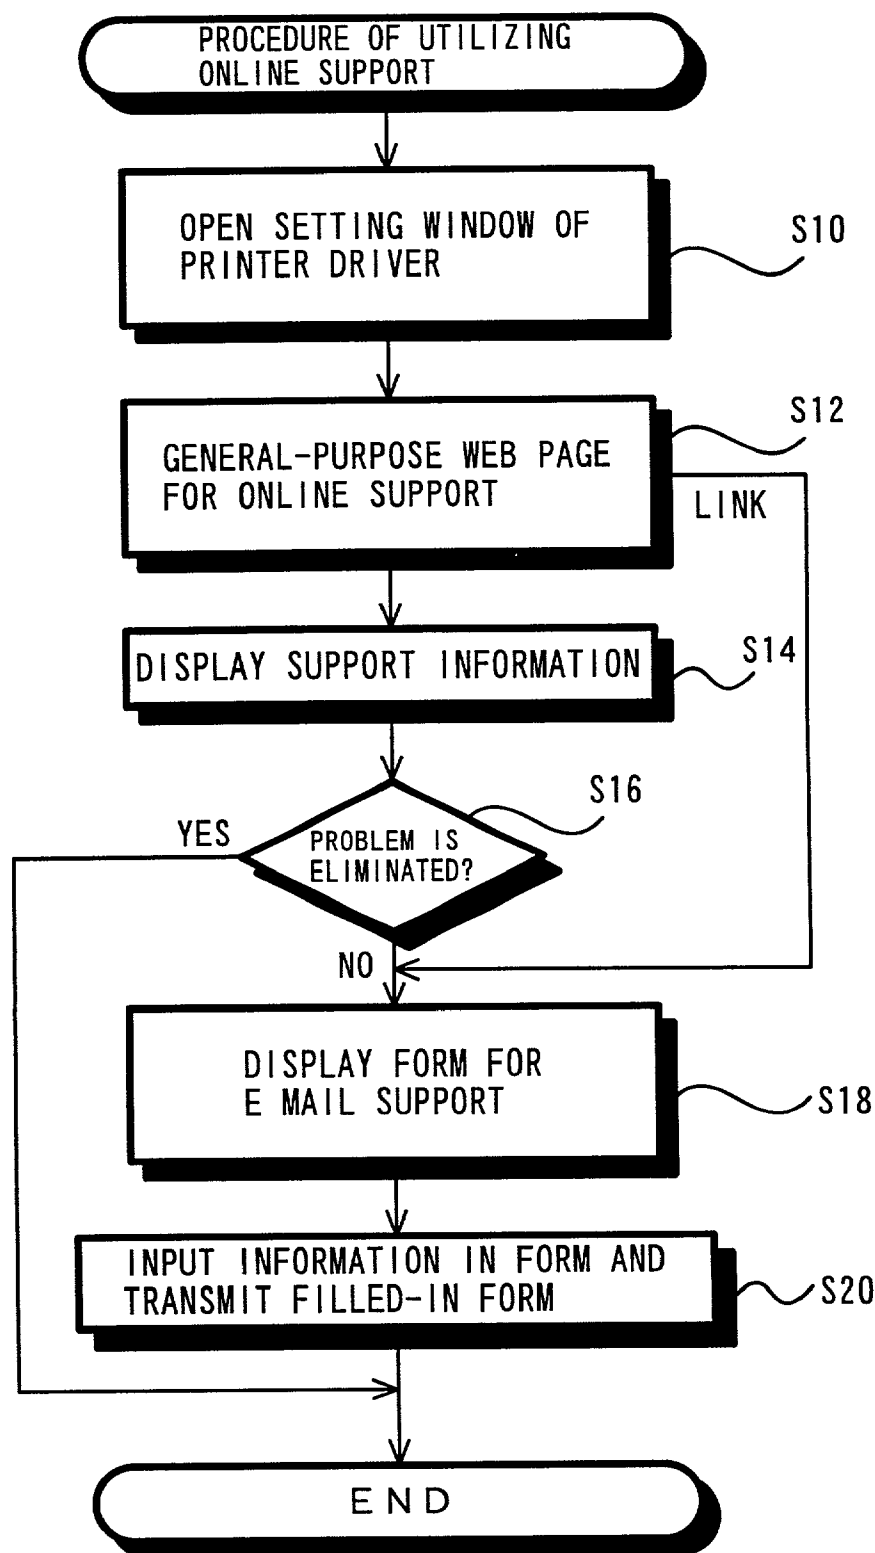 PROCEDURE OF UTILIZING
ONLINE SUPPORT
OPEN SETTING WINDOW OF
PRINTER DRIVER
S10
GENERAL-PURPOSE WEB PAGE
FOR ONLINE SUPPORT
S12
LINK
DISPLAY SUPPORT INFORMATION
S14
PROBLEM IS
ELIMINATED?
S16
YES
NO
DISPLAY FORM FOR
E MAIL SUPPORT
S18
INPUT INFORMATION IN FORM AND
TRANSMIT FILLED-IN FORM
S20
END